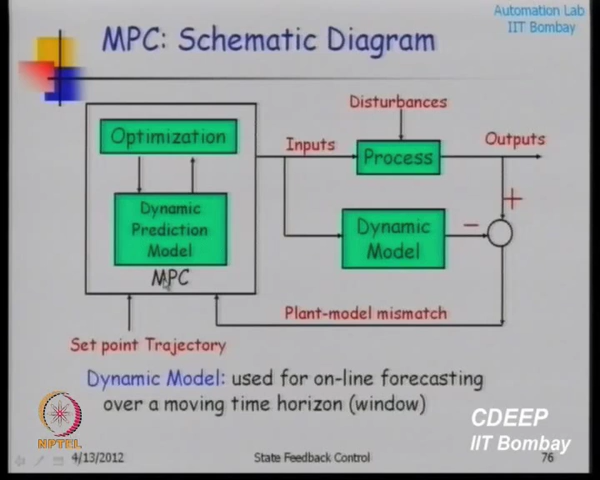 Automation Lab
IIT Bombay
MPC: Schematic Diagram
Disturbances
Optimization
Inputs
Process
Outputs
+
Dynamic
Prediction
Model
Dynamic
Model
−
MPC
Plant-model mismatch
Set point Trajectory
Dynamic Model: used for on-line forecasting
over a moving time horizon (window)
NPTEL
CDEEP
IIT Bombay
4/13/2012
State Feedback Control
76